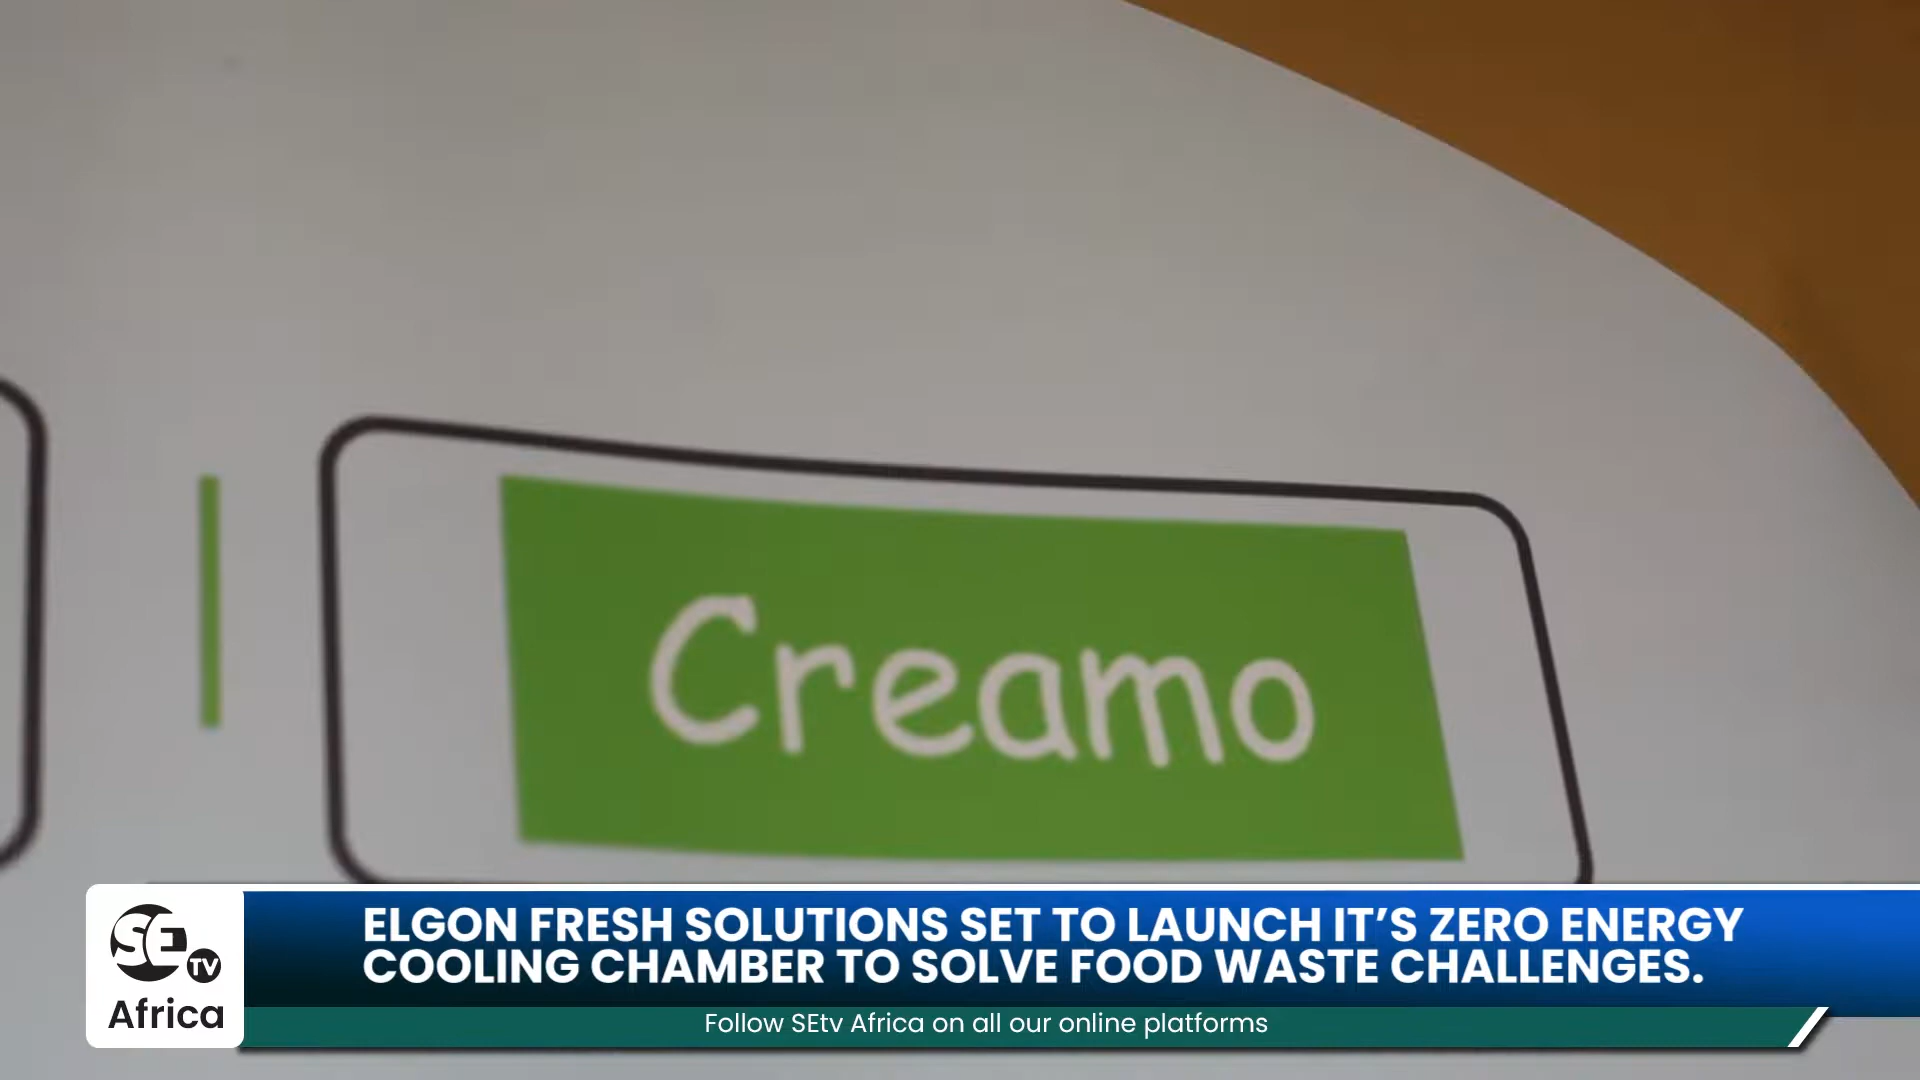 Creamo
SE
TV
Africa
ELGON FRESH SOLUTIONS SET TO LAUNCH IT'S ZERO ENERGY
COOLING CHAMBER TO SOLVE FOOD WASTE CHALLENGES.
Follow SEtv Africa on all our online platforms